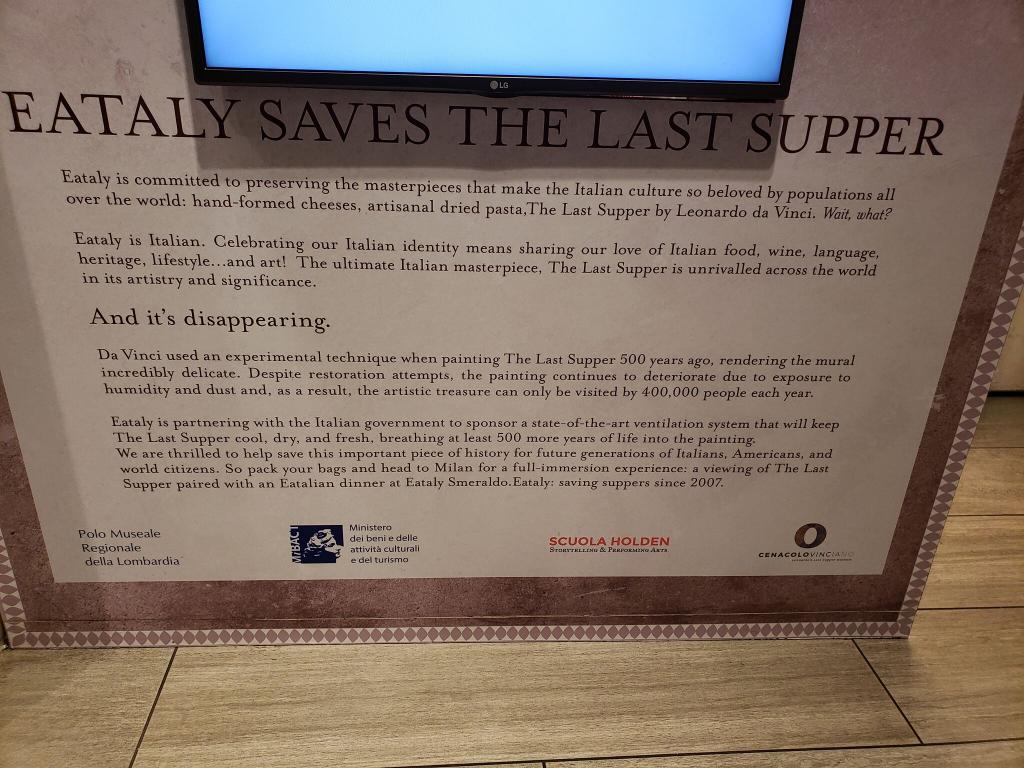 LG
EATALY SAVES THE LAST SUPPER
Eataly is committed to preserving the masterpieces that make the Italian culture so beloved by populations all
over the world: hand-formed cheeses, artisanal dried pasta,The Last Supper by Leonardo da Vinci. Wait, what?
Eataly is Italian. Celebrating our Italian identity means sharing our love of Italian food, wine, language,
heritage, lifestyle...and art! The ultimate Italian masterpiece, The Last Supper is unrivalled across the world
in its artistry and significance.
And it's disappearing.
Da Vinci used an experimental technique when painting The Last Supper 500 years ago, rendering the mural
incredibly delicate. Despite restoration attempts, the painting continues to deteriorate due to exposure to
humidity and dust and, as a result, the artistic treasure can only be visited by 400,000 people each year.
Eataly is partnering with the Italian government to sponsor a state-of-the-art ventilation system that will keep
The Last Supper cool, dry, and fresh, breathing at least 500 more years of life into the painting.
We are thrilled to help save this important piece of history for future generations of Italians, Americans, and
world citizens. So pack your bags and head to Milan for a full-immersion experience: a viewing of The Last
Supper paired with an Eatalian dinner at Eataly Smeraldo.Eataly: saving suppers since 2007.
Polo Museale
Regionale
della Lombardia
MiBACT
Ministero
dei beni e delle
attività culturali
e del turismo
SCUOLA HOLDEN
STORYTELLING & PERFORMING ARTS
CENACOLOVINCIANO